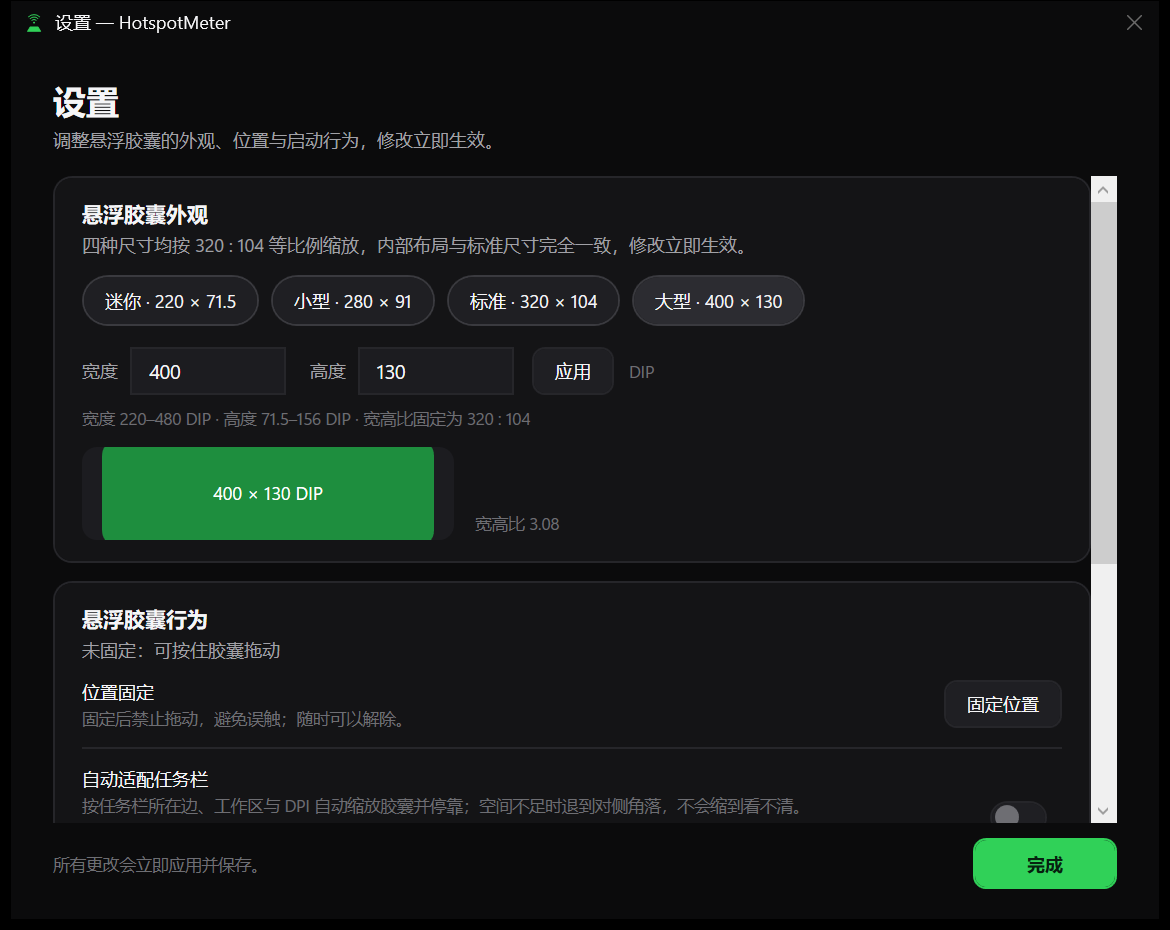 设置 — HotspotMeter
设置
调整悬浮胶囊的外观、位置与启动行为，修改立即生效。
悬浮胶囊外观
四种尺寸均按 320 : 104 等比例缩放，内部布局与标准尺寸完全一致，修改立即生效。
迷你 · 220 × 71.5 小型 · 280 × 91 标准 · 320 × 104 大型 · 400 × 130
宽度 400 高度 130 应用 DIP
宽度 220–480 DIP · 高度 71.5–156 DIP · 宽高比固定为 320 : 104
400 × 130 DIP
宽高比 3.08
悬浮胶囊行为
未固定：可按住胶囊拖动
位置固定
固定后禁止拖动，避免误触；随时可以解除。
固定位置
自动适配任务栏
按任务栏所在边、工作区与 DPI 自动缩放胶囊并停靠；空间不足时退到对侧角落，不会缩到看不清。
所有更改会立即应用并保存。
完成